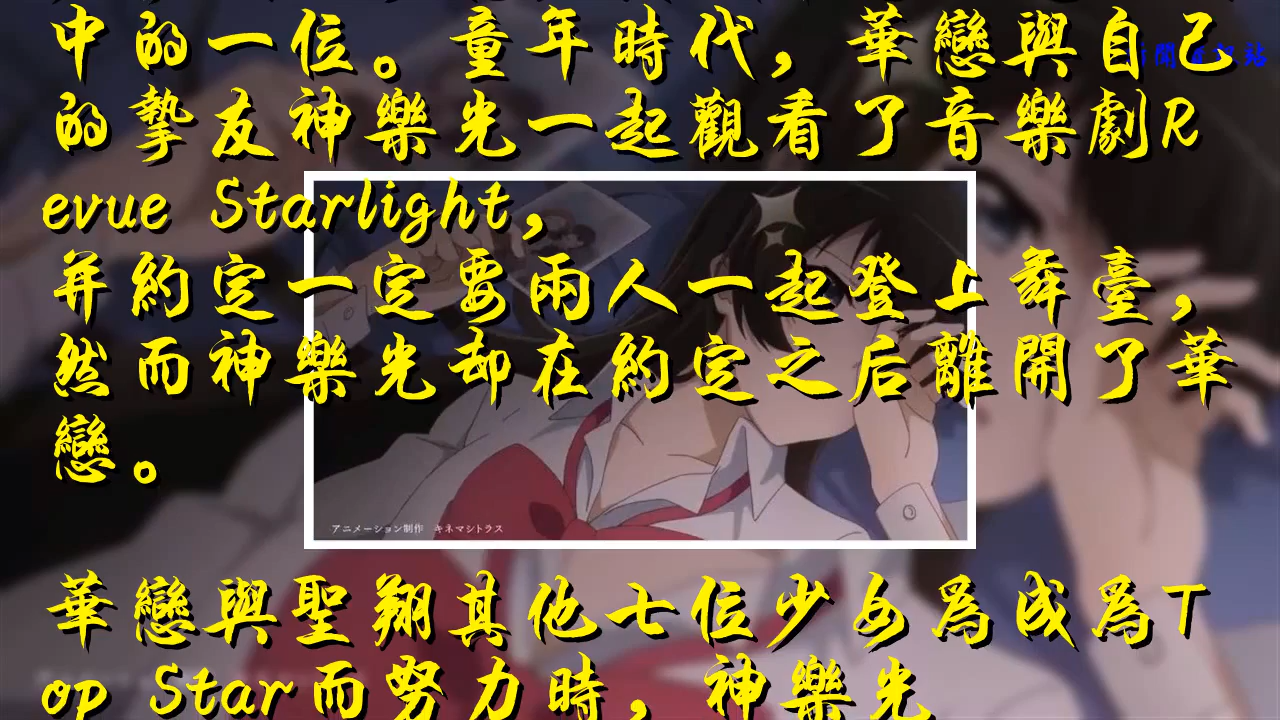 中的一位。童年時代，華戀與自己
的摯友神樂光一起觀看了音樂劇R
evue Starlight，
并約定一定要兩人一起登上舞臺，
然而神樂光却在約定之后離開了華
戀。
アニメーション制作 キネマシトラス
華戀與聖翔其他七位少女爲成爲T
op Star而努力時，神樂光